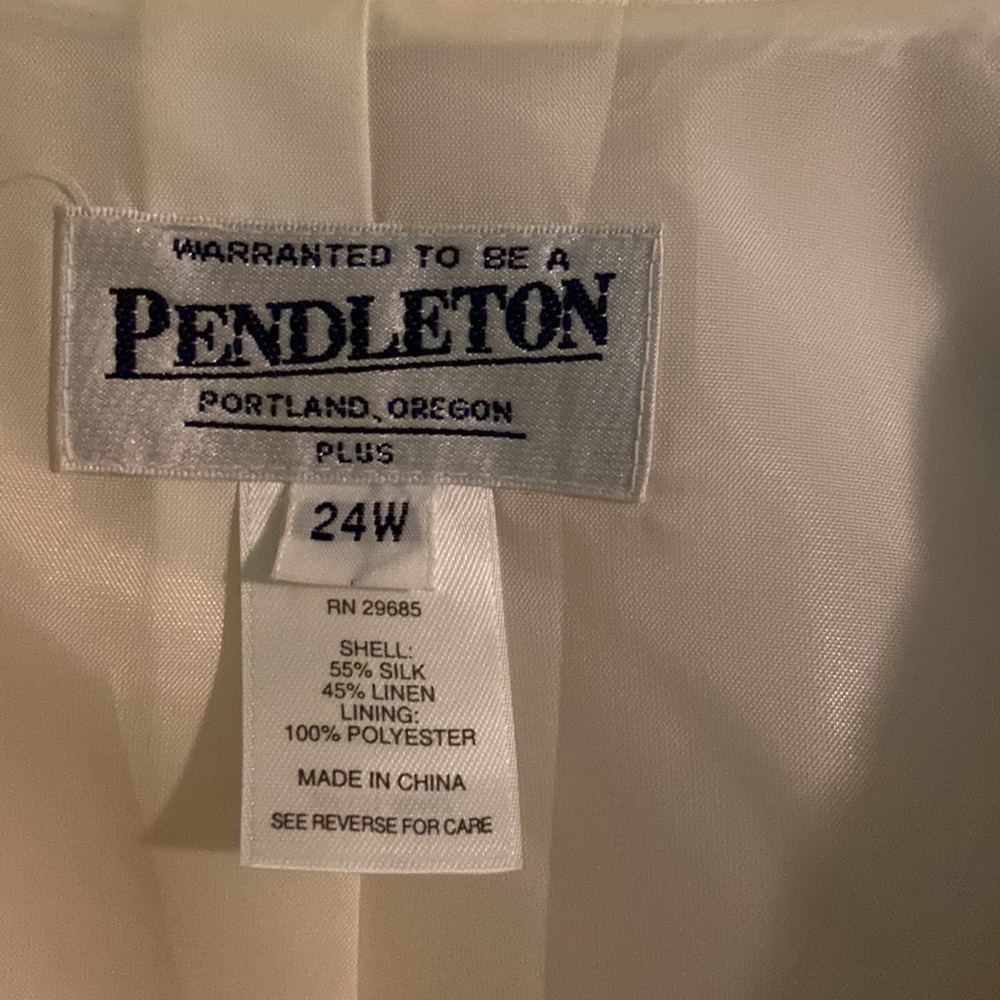 WARRANTED TO BE A
PENDLETON
PORTLAND, OREGON
PLUS
24W
RN 29685
SHELL:
55% SILK
45% LINEN
LINING:
100% POLYESTER
MADE IN CHINA
SEE REVERSE FOR CARE